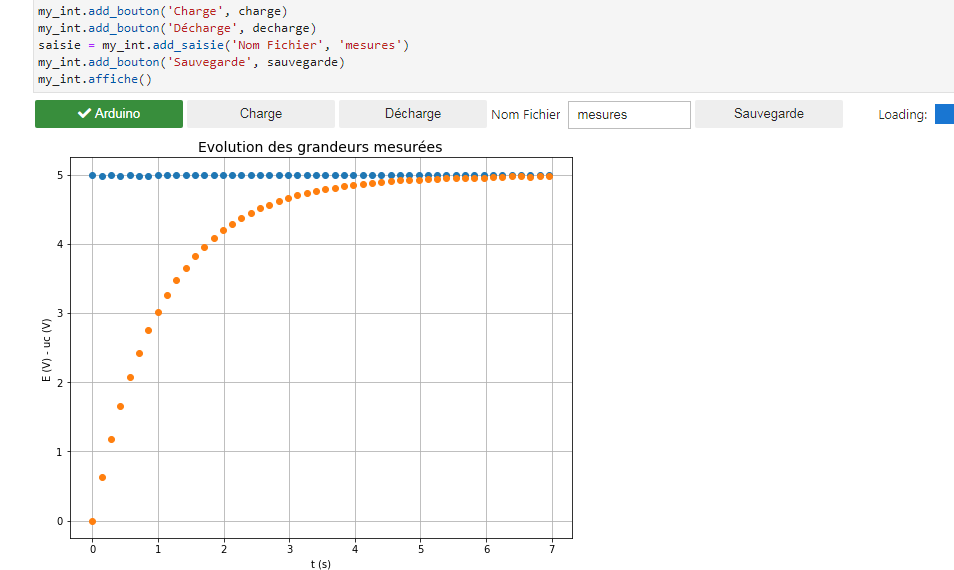 my_int.add_bouton('Charge', charge)
my_int.add_bouton('Décharge', decharge)
saisie = my_int.add_saisie('Nom Fichier', 'mesures')
my_int.add_bouton('Sauvegarde', sauvegarde)
my_int.affiche()
✔ Arduino Charge Décharge Nom Fichier mesures Sauvegarde Loading:
Evolution des grandeurs mesurées
E (V) - uc (V)
5
4
3
2
1
0
0 1 2 3 4 5 6 7
t (s)